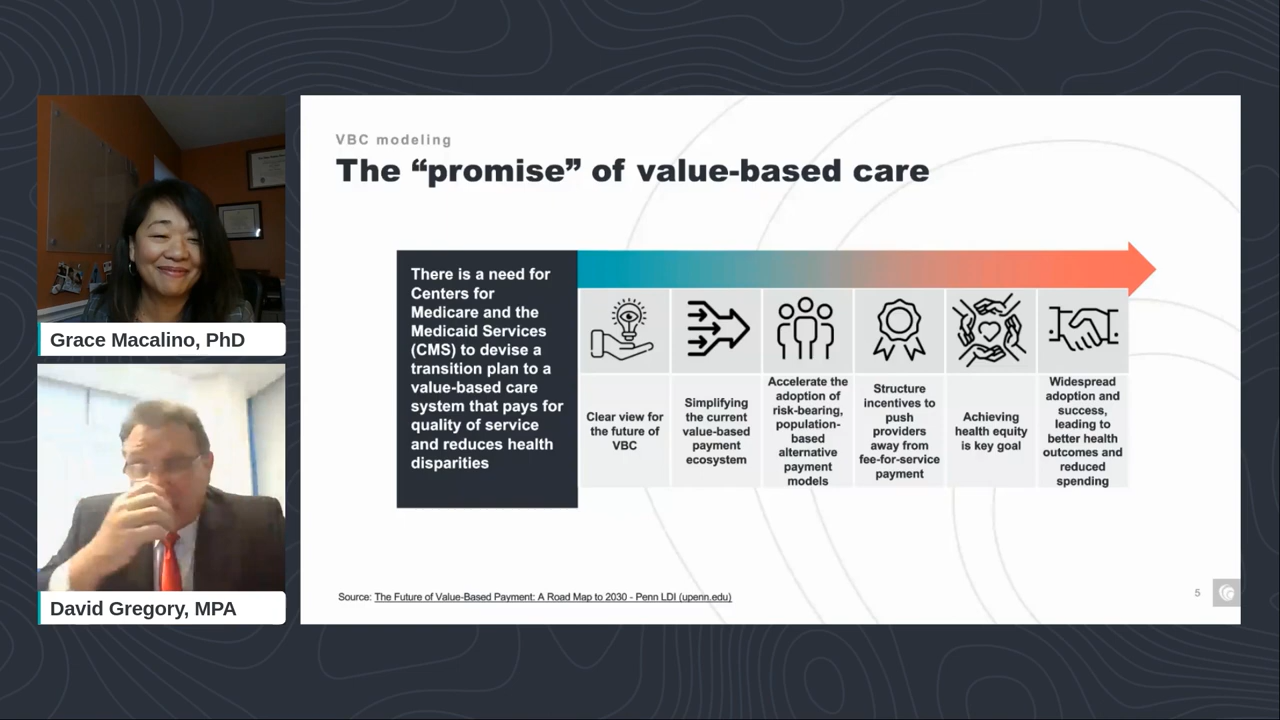 VBC modeling
The “promise” of value-based care
There is a need for
Centers for
Medicare and the
Medicaid Services
(CMS) to devise a
transition plan to a
value-based care
system that pays for
quality of service
and reduces health
disparities
Clear view for
the future of
VBC
Simplifying
the current
value-based
payment
ecosystem
Accelerate the
adoption of
risk-bearing,
population-
based
alternative
payment
models
Structure
incentives to
push
providers
away from
fee-for-service
payment
Achieving
health equity
is key goal
Widespread
adoption and
success,
leading to
better health
outcomes and
reduced
spending
Source: The Future of Value-Based Payment: A Road Map to 2030 - Penn LDI (upenn.edu)
5
Grace Macalino, PhD
David Gregory, MPA